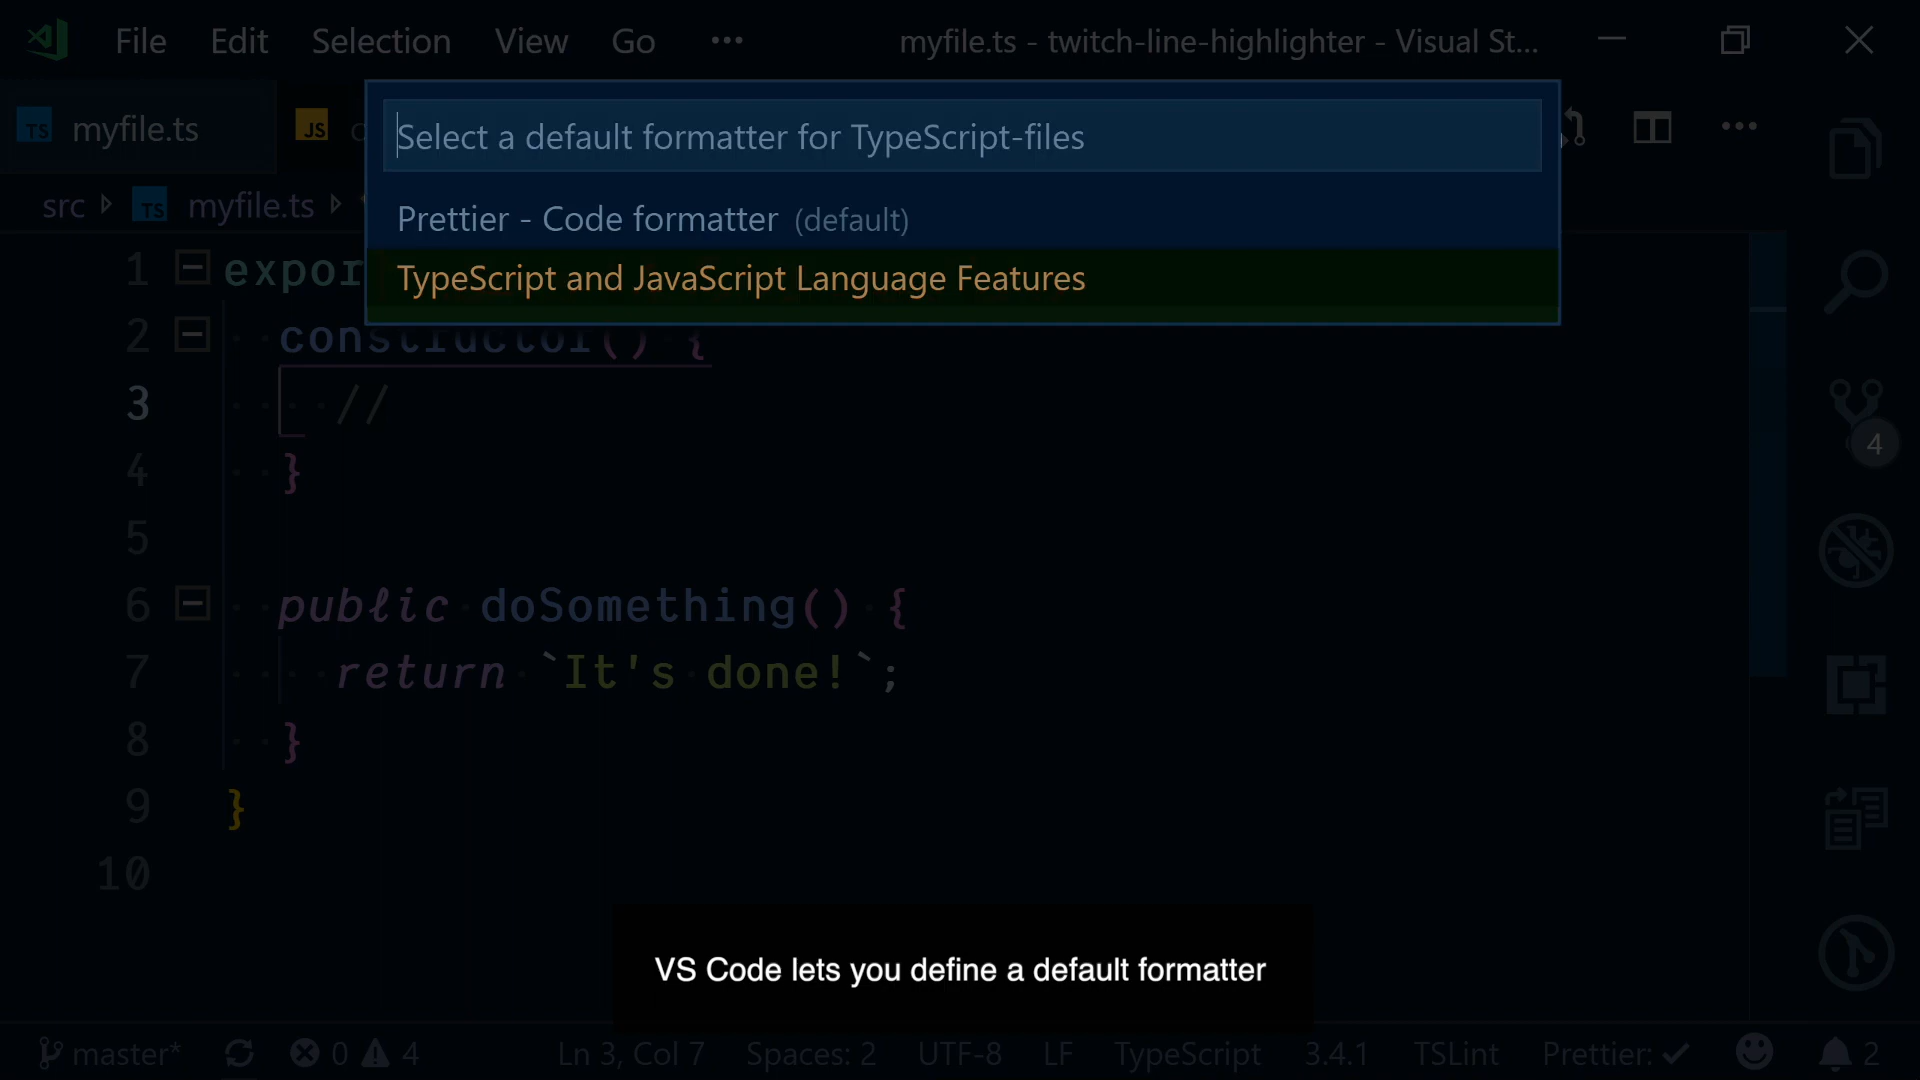 File Edit Selection View Go ··· myfile.ts - twitch-line-highlighter - Visual St...
TS myfile.ts JS
Select a default formatter for TypeScript-files
src TS myfile.ts
Prettier - Code formatter (default)
TypeScript and JavaScript Language Features
1 expor
2 constructor() {
3 //
4 }
5
6 public doSomething() {
7 return `It's done!`;
8 }
9 }
10
4
VS Code lets you define a default formatter
master* 0 4 Ln 3, Col 7 Spaces: 2 UTF-8 LF TypeScript 3.4.1 TSLint Prettier: ✓ 2